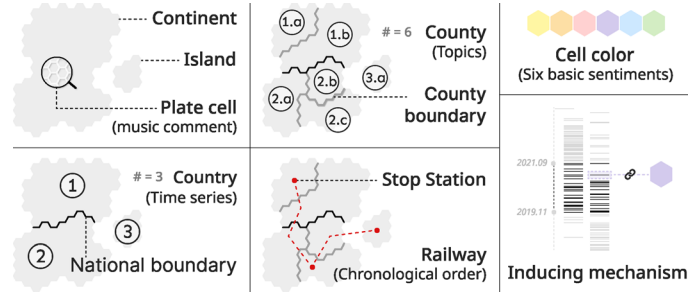 Continent
Island
Plate cell
(music comment)
1.a
1.b
# = 6
County
(Topics)
2.a
2.b
3.a
2.c
County
boundary
Cell color
(Six basic sentiments)
1
# = 3
Country
(Time series)
2
3
National boundary
Stop Station
Railway
(Chronological order)
2021.09
2019.11
Inducing mechanism